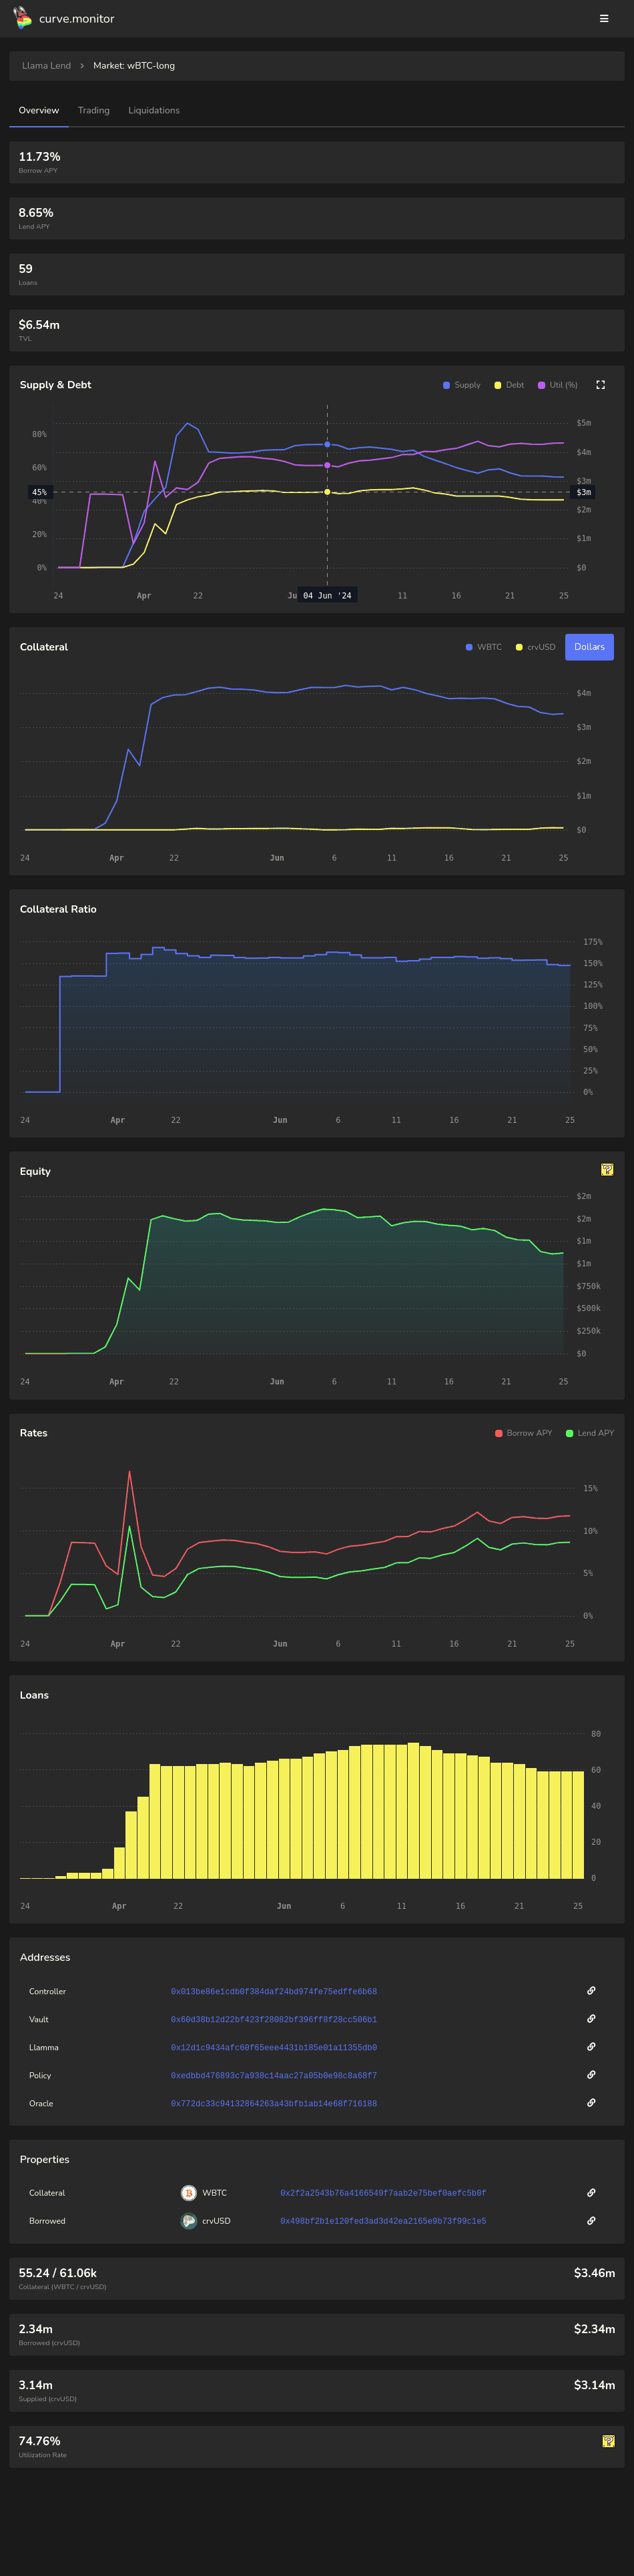 curve.monitor
Llama Lend > Market: wBTC-long
Overview Trading Liquidations
11.73%
Borrow APY
8.65%
Lend APY
59
Loans
$6.54m
TVL
Supply & Debt Supply Debt Util (%)
80% $5m
60% $4m
$3m
45% $3m
40%
$2m
20% $1m
0% $0
24 Apr 22 Ju 04 Jun '24 11 16 21 25
Collateral WBTC crvUSD Dollars
$4m
$3m
$2m
$1m
$0
24 Apr 22 Jun 6 11 16 21 25
Collateral Ratio
175%
150%
125%
100%
75%
50%
25%
0%
24 Apr 22 Jun 6 11 16 21 25
Equity
$2m
$2m
$1m
$1m
$750k
$500k
$250k
$0
24 Apr 22 Jun 6 11 16 21 25
Rates Borrow APY Lend APY
15%
10%
5%
0%
24 Apr 22 Jun 6 11 16 21 25
Loans
80
60
40
20
0
24 Apr 22 Jun 6 11 16 21 25
Addresses
Controller 0x013be86e1cdb0f384daf24bd974fe75edffe6b68
Vault 0x60d38b12d22bf423f28082bf396ff8f28cc506b1
Llamma 0x12d1c9434afc60f65eee4431b185e01a11355db0
Policy 0xedbbd476893c7a938c14aac27a05b0e98c8a68f7
Oracle 0x772dc33c94132864263a43bfb1ab14e68f716188
Properties
Collateral WBTC 0x2f2a2543b76a4166549f7aab2e75bef0aefc5b0f
Borrowed crvUSD 0x498bf2b1e120fed3ad3d42ea2165e9b73f99c1e5
55.24 / 61.06k $3.46m
Collateral (WBTC / crvUSD)
2.34m $2.34m
Borrowed (crvUSD)
3.14m $3.14m
Supplied (crvUSD)
74.76%
Utilization Rate